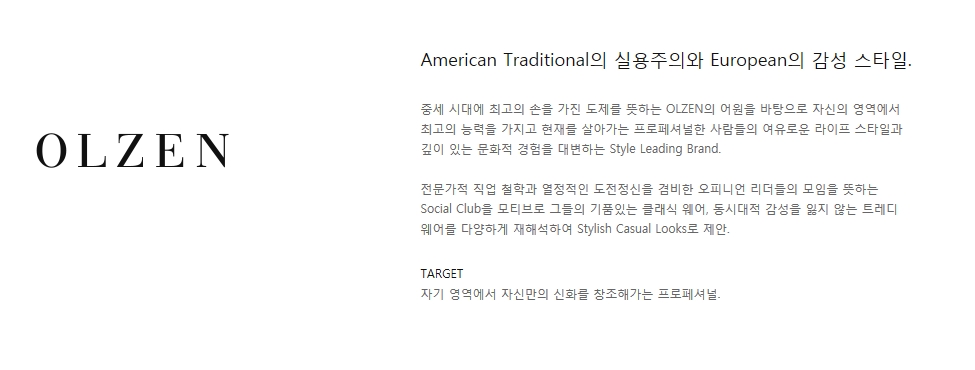 OLZEN
American Traditional의 실용주의와 European의 감성 스타일.
중세 시대에 최고의 손을 가진 도제를 뜻하는 OLZEN의 어원을 바탕으로 자신의 영역에서
최고의 능력을 가지고 현재를 살아가는 프로페셔널한 사람들의 여유로운 라이프 스타일과
깊이 있는 문화적 경험을 대변하는 Style Leading Brand.
전문가적 직업 철학과 열정적인 도전정신을 겸비한 오피니언 리더들의 모임을 뜻하는
Social Club을 모티브로 그들의 기품있는 클래식 웨어, 동시대적 감성을 잃지 않는 트레디
웨어를 다양하게 재해석하여 Stylish Casual Looks로 제안.
TARGET
자기 영역에서 자신만의 신화를 창조해가는 프로페셔널.